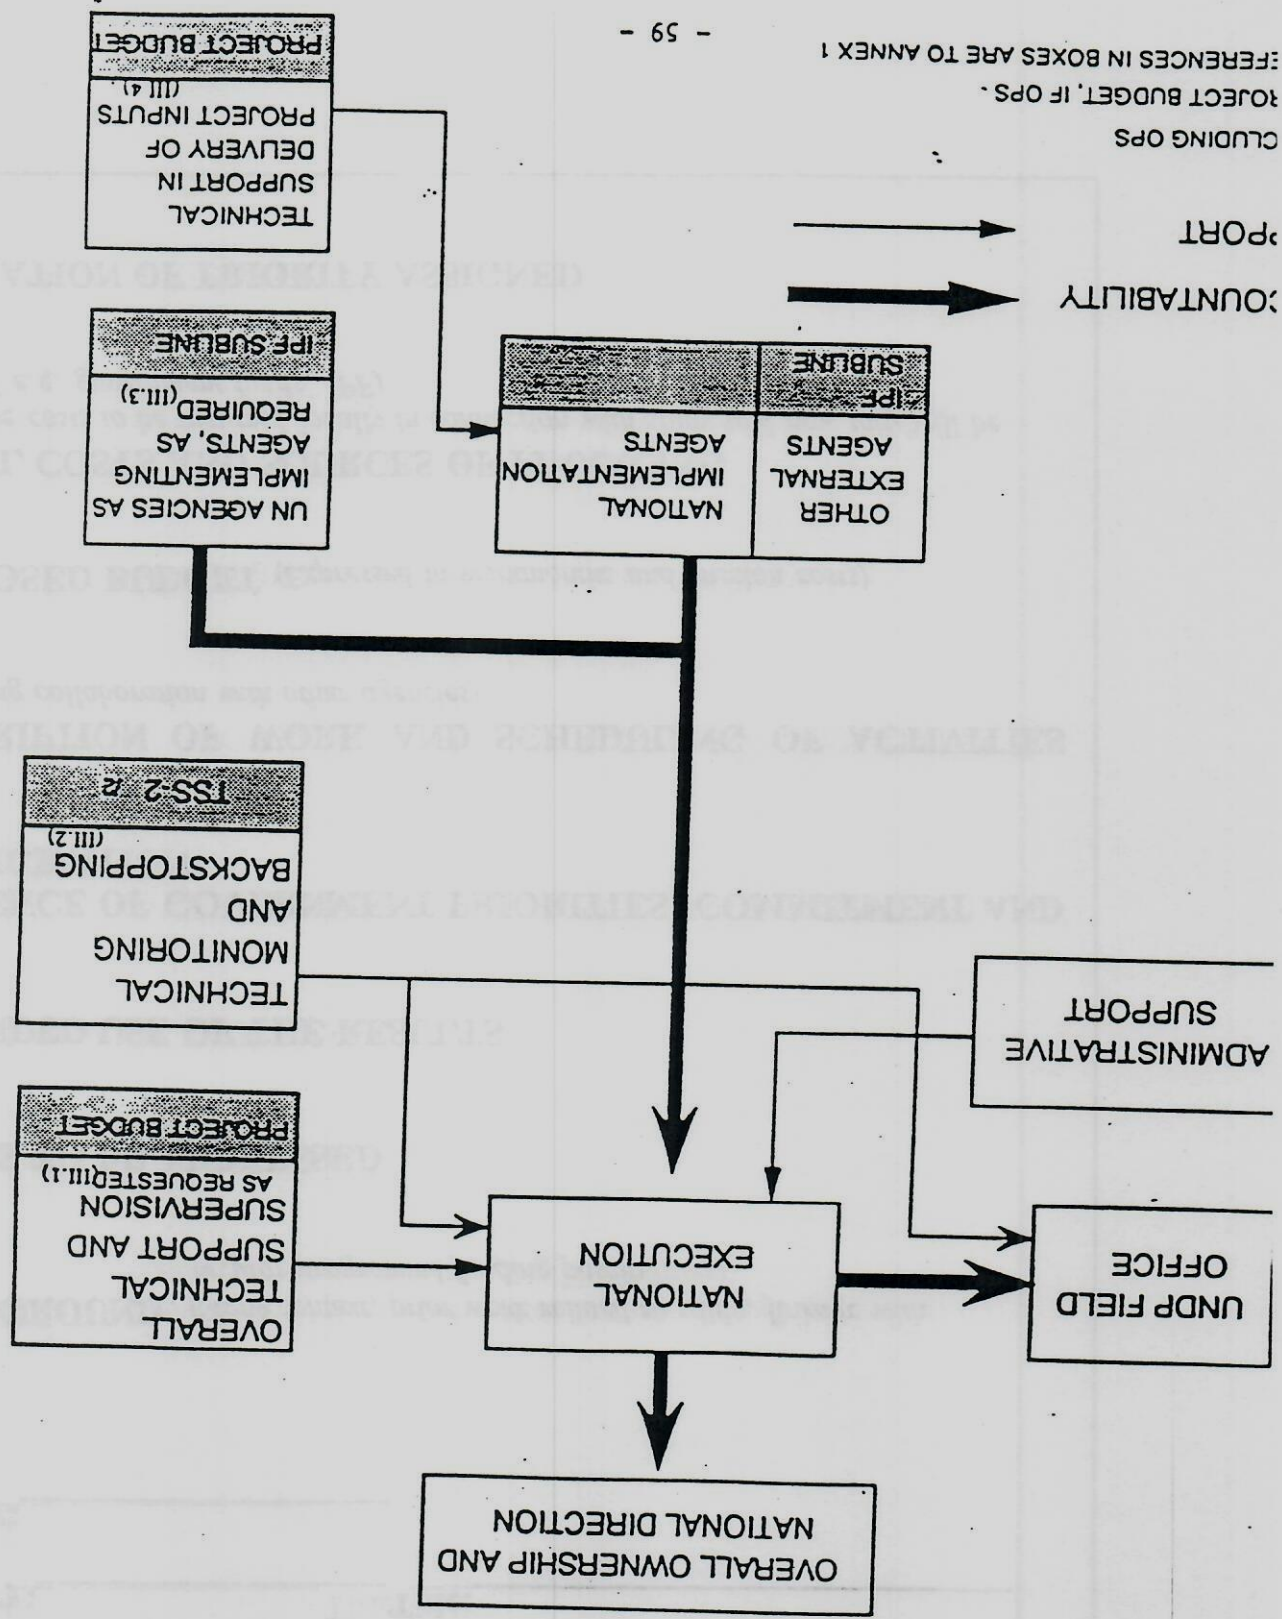 OVERALL OWNERSHIP AND
NATIONAL DIRECTION
UNDP FIELD
OFFICE
NATIONAL
EXECUTION
OVERALL
TECHNICAL
SUPPORT AND
SUPERVISION
AS REQUESTED(III.1)
PROJECT BUDGET
ADMINISTRATIVE
SUPPORT
TECHNICAL
MONITORING
AND
BACKSTOPPING
(III.2)
TSS-2 /2
OTHER
EXTERNAL
AGENTS
IPF
SUBLINE
NATIONAL
IMPLEMENTATION
AGENTS
UN AGENCIES AS
IMPLEMENTING
AGENTS, AS
REQUIRED (III.3)
IPF SUBLINE
COUNTABILITY
PPORT
TECHNICAL
SUPPORT IN
DELIVERY OF
PROJECT INPUTS
(III.4)
PROJECT BUDGET
CLUDING OPS
ROJECT BUDGET, IF OPS
EFERENCES IN BOXES ARE TO ANNEX 1
- 59 -